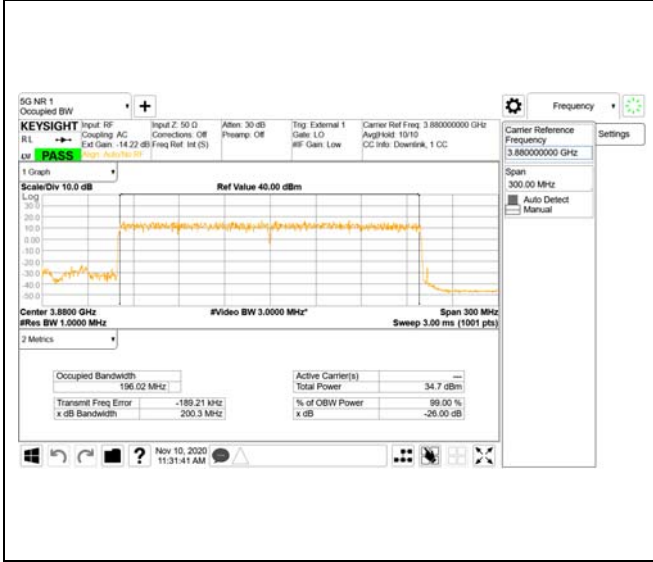 5G NR 1
Occupied BW
Frequency
KEYSIGHT
Input: RF
Input Z: 50 Ω
Atten: 30 dB
Trig: External 1
Carrier Ref Freq: 3.880000000 GHz
RL
Coupling: AC
Corrections: Off
Preamp: Off
Gate: LO
Avg|Hold: 10/10
Ext Gain: -14.22 dB
Freq Ref: Int (S)
#IF Gain: Low
CC Info: Downlink, 1 CC
LXI
PASS
Align: Auto/No RF
Carrier Reference
Frequency
3.880000000 GHz
Settings
Span
300.00 MHz
Auto Detect
Manual
1 Graph
Scale/Div 10.0 dB
Ref Value 40.00 dBm
Log
30.0
20.0
10.0
0.00
-10.0
-20.0
-30.0
-40.0
-50.0
Center 3.8800 GHz
#Video BW 3.0000 MHz*
Span 300 MHz
#Res BW 1.0000 MHz
Sweep 3.00 ms (1001 pts)
2 Metrics
Occupied Bandwidth
196.02 MHz
Active Carrier(s)
---
Total Power
34.7 dBm
Transmit Freq Error
-189.21 kHz
% of OBW Power
99.00 %
x dB Bandwidth
200.3 MHz
x dB
-26.00 dB
Nov 10, 2020
11:31:41 AM